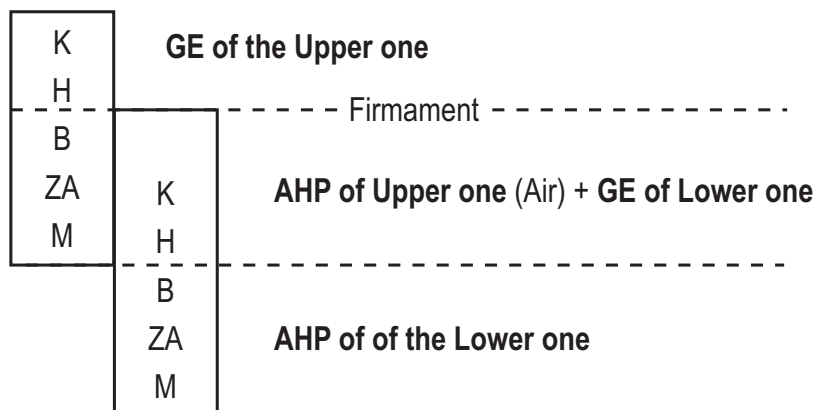 K
GE of the Upper one
H
Firmament
B
ZA
K
AHP of Upper one (Air) + GE of Lower one
M
H
B
ZA
AHP of of the Lower one
M